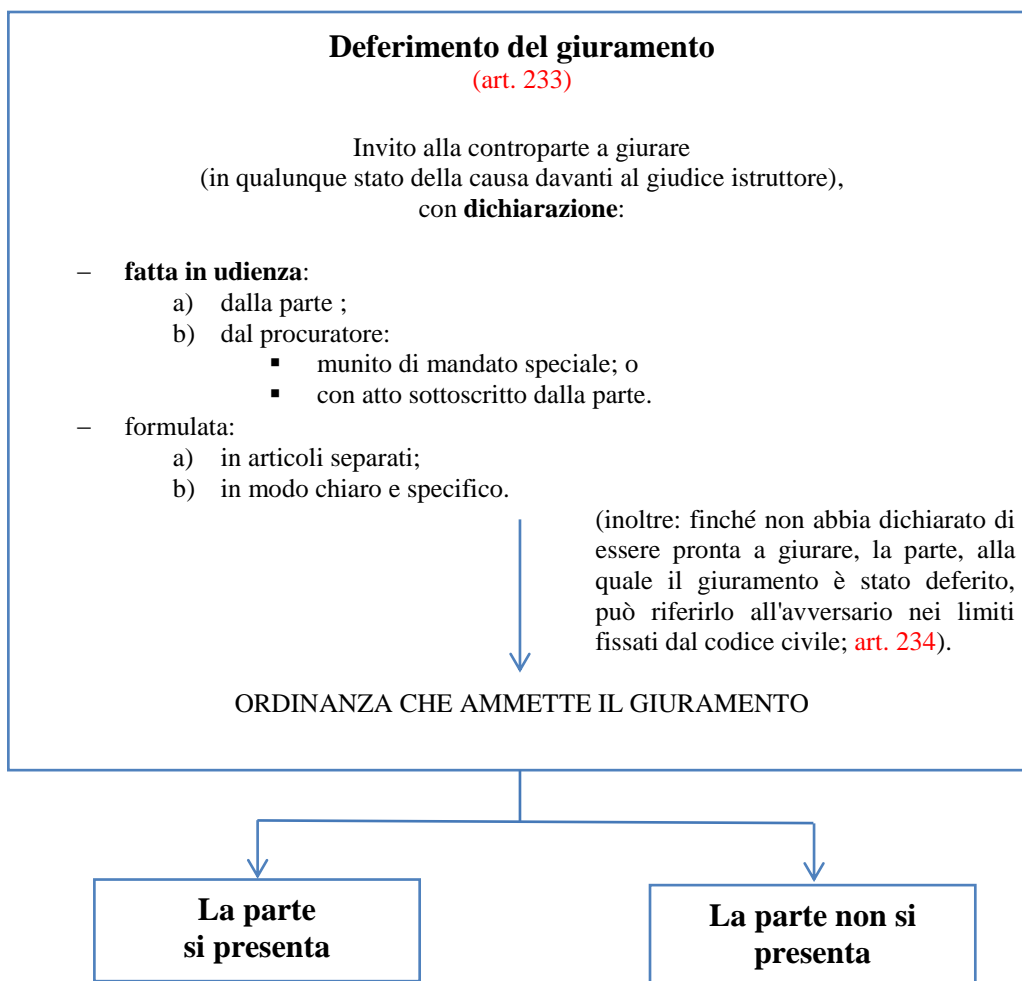 Deferimento del giuramento
(art. 233)
Invito alla controparte a giurare
(in qualunque stato della causa davanti al giudice istruttore),
con dichiarazione:
– fatta in udienza:
a) dalla parte ;
b) dal procuratore:
▪ munito di mandato speciale; o
▪ con atto sottoscritto dalla parte.
– formulata:
a) in articoli separati;
b) in modo chiaro e specifico.
(inoltre: finché non abbia dichiarato di
essere pronta a giurare, la parte, alla
quale il giuramento è stato deferito,
può riferirlo all'avversario nei limiti
fissati dal codice civile; art. 234).
ORDINANZA CHE AMMETTE IL GIURAMENTO
La parte
si presenta
La parte non si
presenta